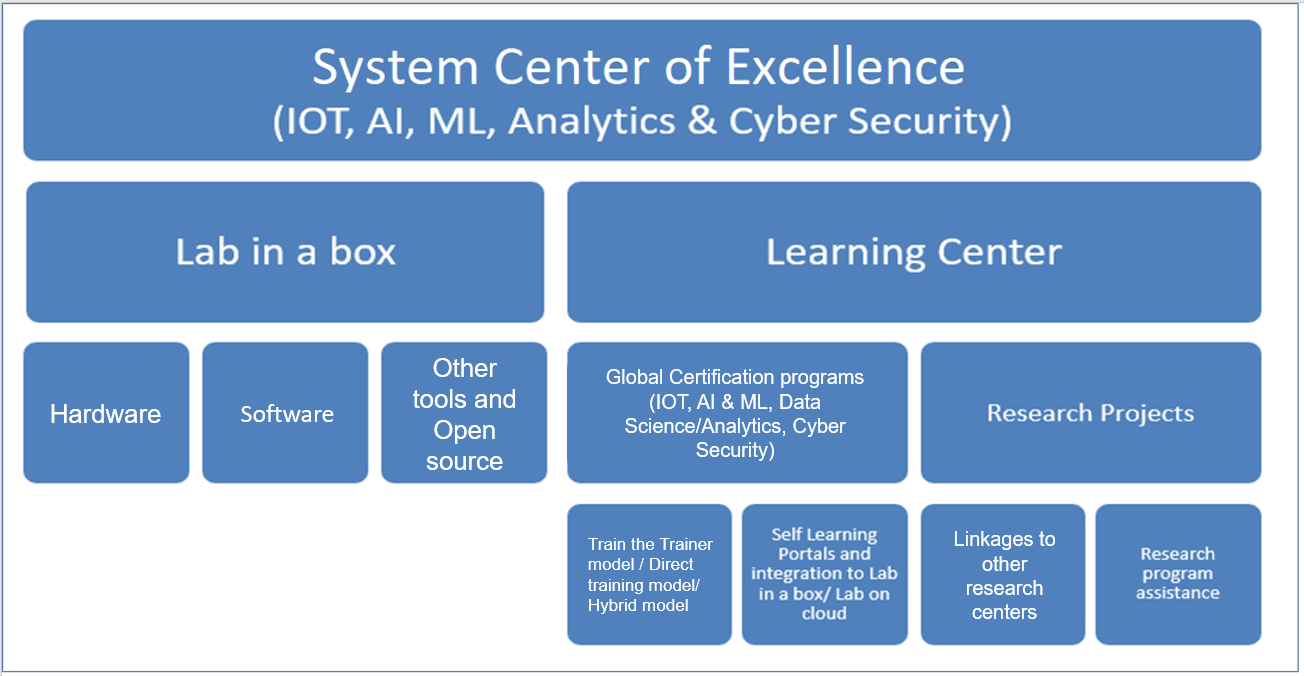 System Center of Excellence
(IOT, AI, ML, Analytics & Cyber Security)
Lab in a box
Learning Center
Hardware
Software
Other
tools and
Open
source
Global Certification programs
(IOT, AI & ML, Data
Science/Analytics, Cyber
Security)
Research Projects
Train the Trainer
model / Direct
training model/
Hybrid model
Self Learning
Portals and
integration to Lab
in a box/ Lab on
cloud
Linkages to
other
research
centers
Research
program
assistance